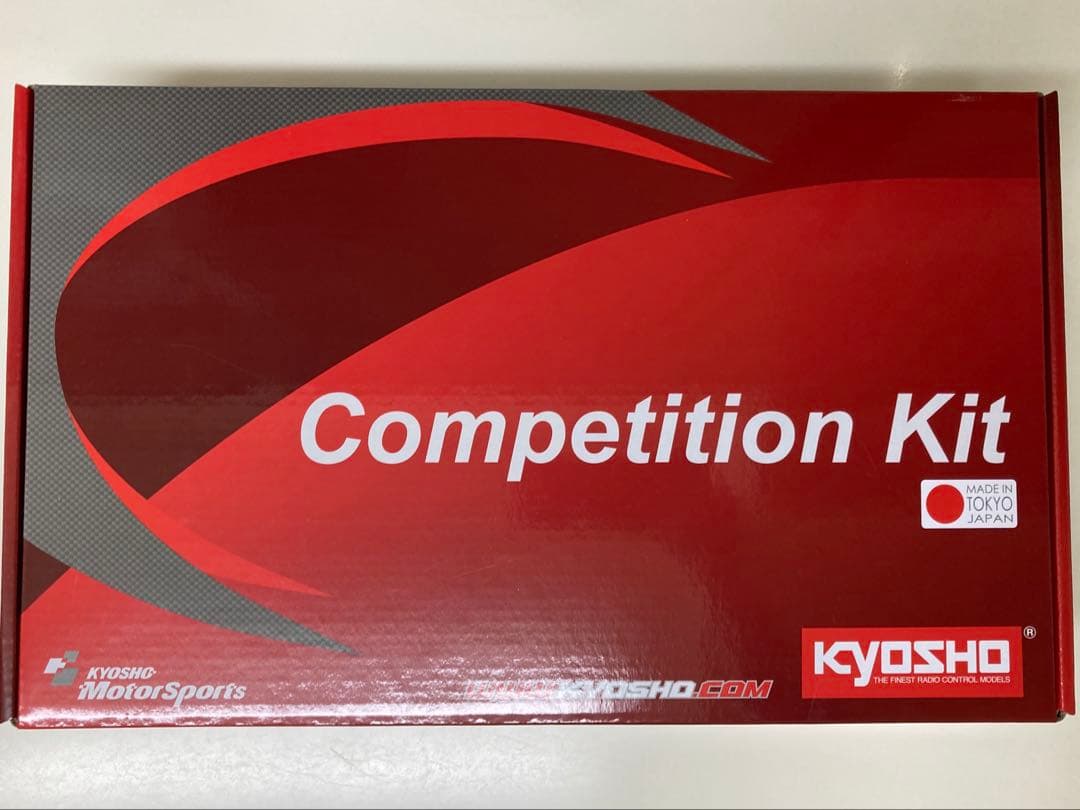 Competition Kit
MADE IN
TOKYO
JAPAN
KYOSHO
MotorSports
KYOSHO.COM
KYOSHO ®
THE FINEST RADIO CONTROL MODELS